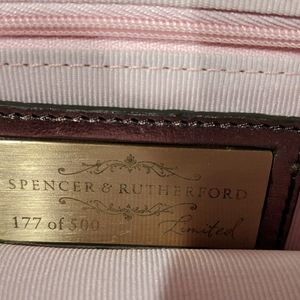 SPENCER & RUTHERFORD
177 of 500 Limited